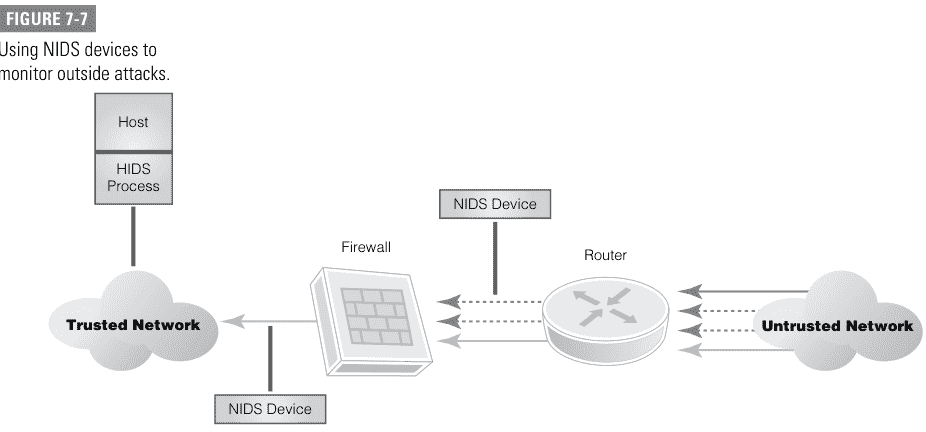 FIGURE 7-7
Using NIDS devices to
monitor outside attacks.
Host
HIDS
Process
NIDS Device
Firewall
Router
Trusted Network
Untrusted Network
NIDS Device